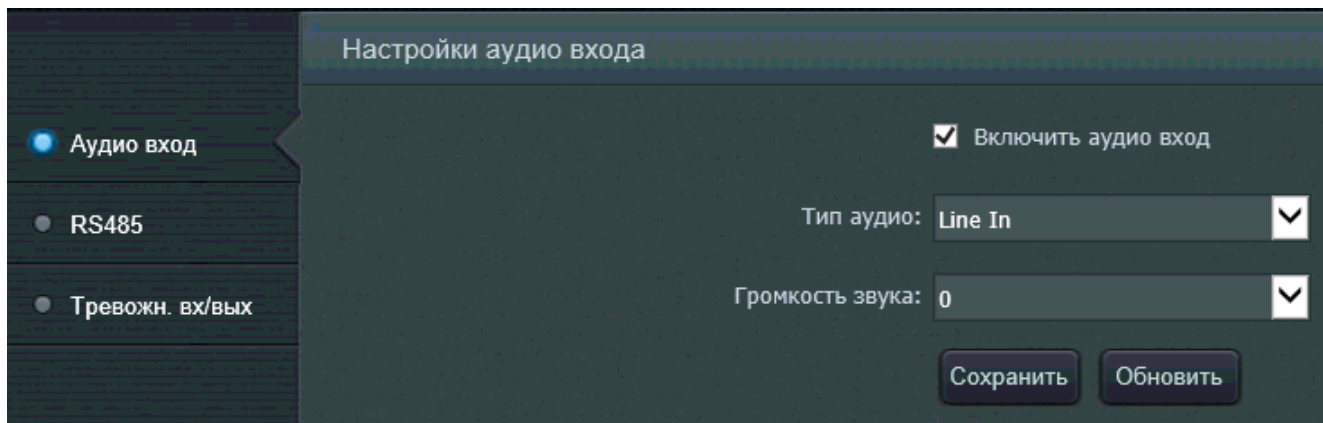 Настройки аудио входа
Аудио вход
Включить аудио вход
RS485
Тип аудио: Line In
Тревожн. вх/вых
Громкость звука: 0
Сохранить Обновить